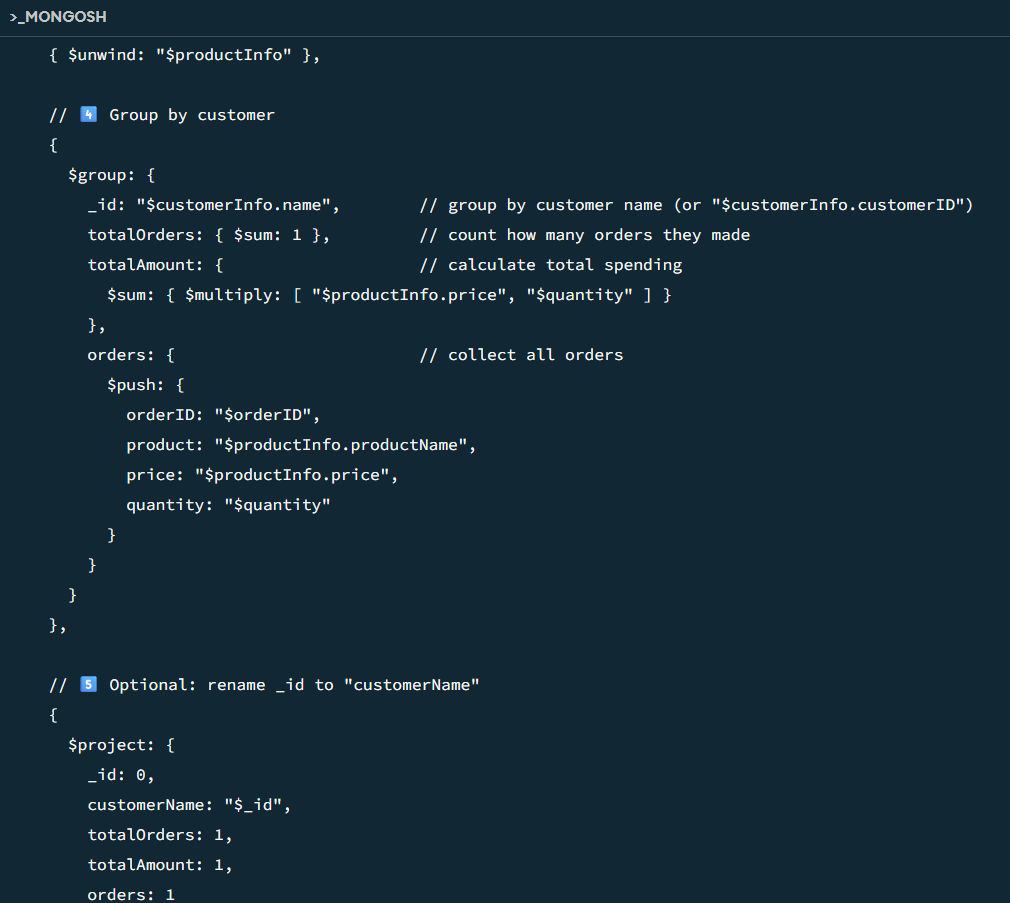 >_MONGOSH
{ $unwind: "$productInfo" },
// 4️⃣ Group by customer
{
$group: {
_id: "$customerInfo.name", // group by customer name (or "$customerInfo.customerID")
totalOrders: { $sum: 1 }, // count how many orders they made
totalAmount: { // calculate total spending
$sum: { $multiply: [ "$productInfo.price", "$quantity" ] }
},
orders: { // collect all orders
$push: {
orderID: "$orderID",
product: "$productInfo.productName",
price: "$productInfo.price",
quantity: "$quantity"
}
}
}
},
// 5️⃣ Optional: rename _id to "customerName"
{
$project: {
_id: 0,
customerName: "$_id",
totalOrders: 1,
totalAmount: 1,
orders: 1